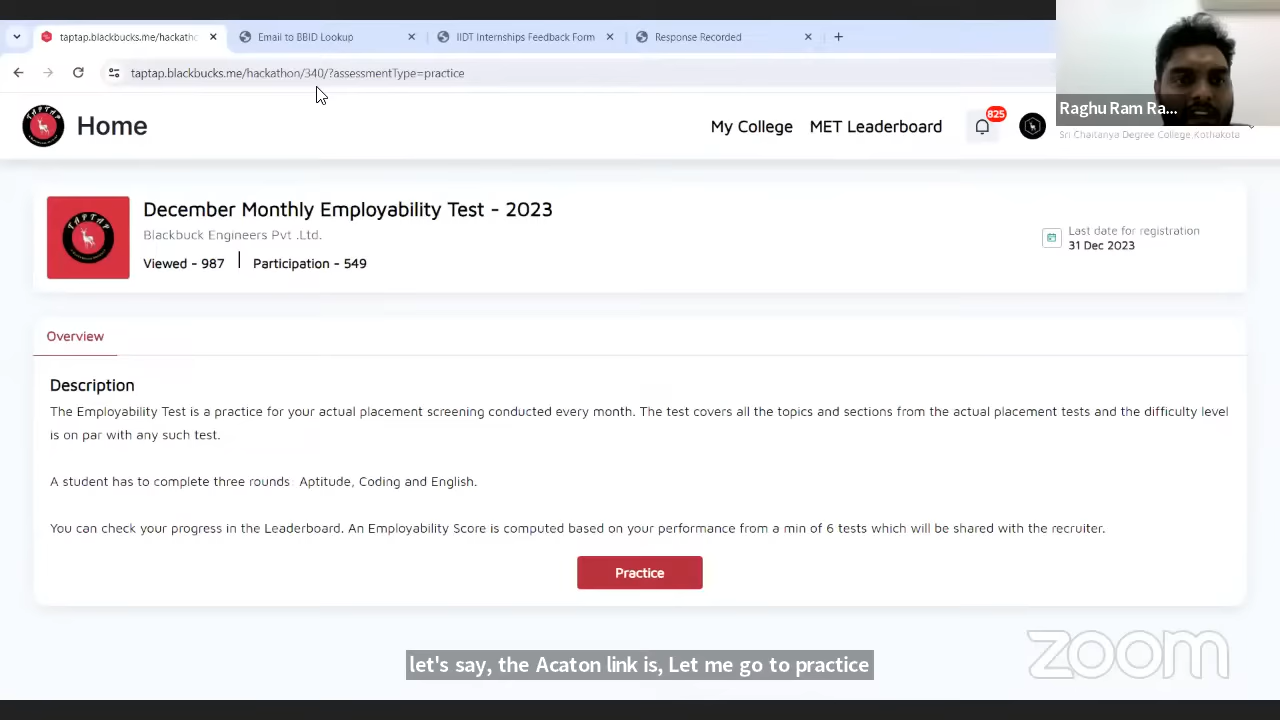 taptap.blackbucks.me/hackatho
Email to BBID Lookup
IIDT Internships Feedback Form
Response Recorded
taptap.blackbucks.me/hackathon/340/?assessmentType=practice
Raghu Ram Ra...
TAPTAP
Home
My College
MET Leaderboard
825
Sri Chaitanya Degree College,Kothakota
TAPTAP
December Monthly Employability Test - 2023
Blackbuck Engineers Pvt .Ltd.
Viewed - 987
Participation - 549
Last date for registration
31 Dec 2023
Overview
Description
The Employability Test is a practice for your actual placement screening conducted every month. The test covers all the topics and sections from the actual placement tests and the difficulty level
is on par with any such test.
A student has to complete three rounds Aptitude, Coding and English.
You can check your progress in the Leaderboard. An Employability Score is computed based on your performance from a min of 6 tests which will be shared with the recruiter.
Practice
let's say, the Acaton link is, Let me go to practice
zoom